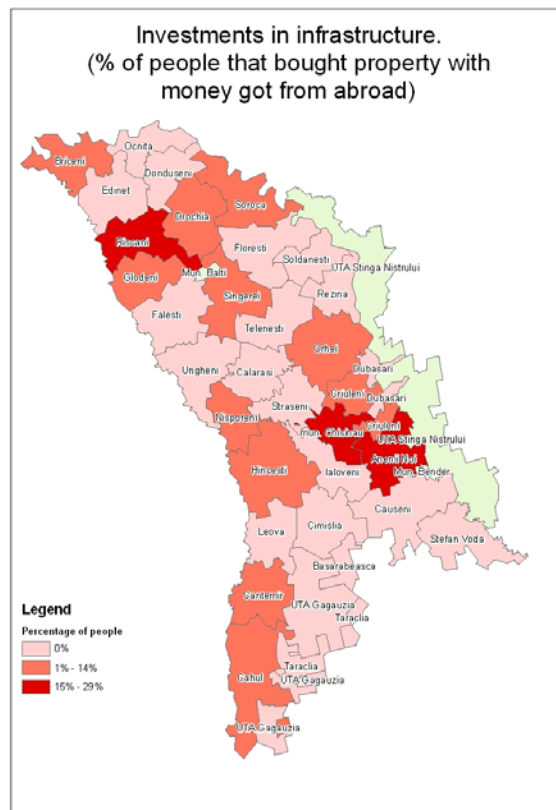 Investments in infrastructure.
(% of people that bought property with
money got from abroad)
Ocnita
Briceni
Donduseni
Edinet
Soroca
Drochia
Riscani
Floresti
Soldanesti
UTA Stinga Nistrului
Mun. Balti
Glodeni
Singerei
Rezina
Falesti
Telenesti
Orhei
Dubasari
Ungheni
Calarasi
Criuleni
Dubasari
Straseni
Nisporeni
Criuleni
mun. Chisinau
UTA Stinga Nistrului
Anenii Noi
Mun. Bender
Ialoveni
Hincesti
Causeni
Leova
Cimislia
Stefan Voda
Basarabeasca
Cantemir
UTA Gagauzia
Taraclia
Taraclia
Cahul
UTA Gagauzia
UTA Gagauzia
Legend
Percentage of people
0%
1% - 14%
15% - 29%